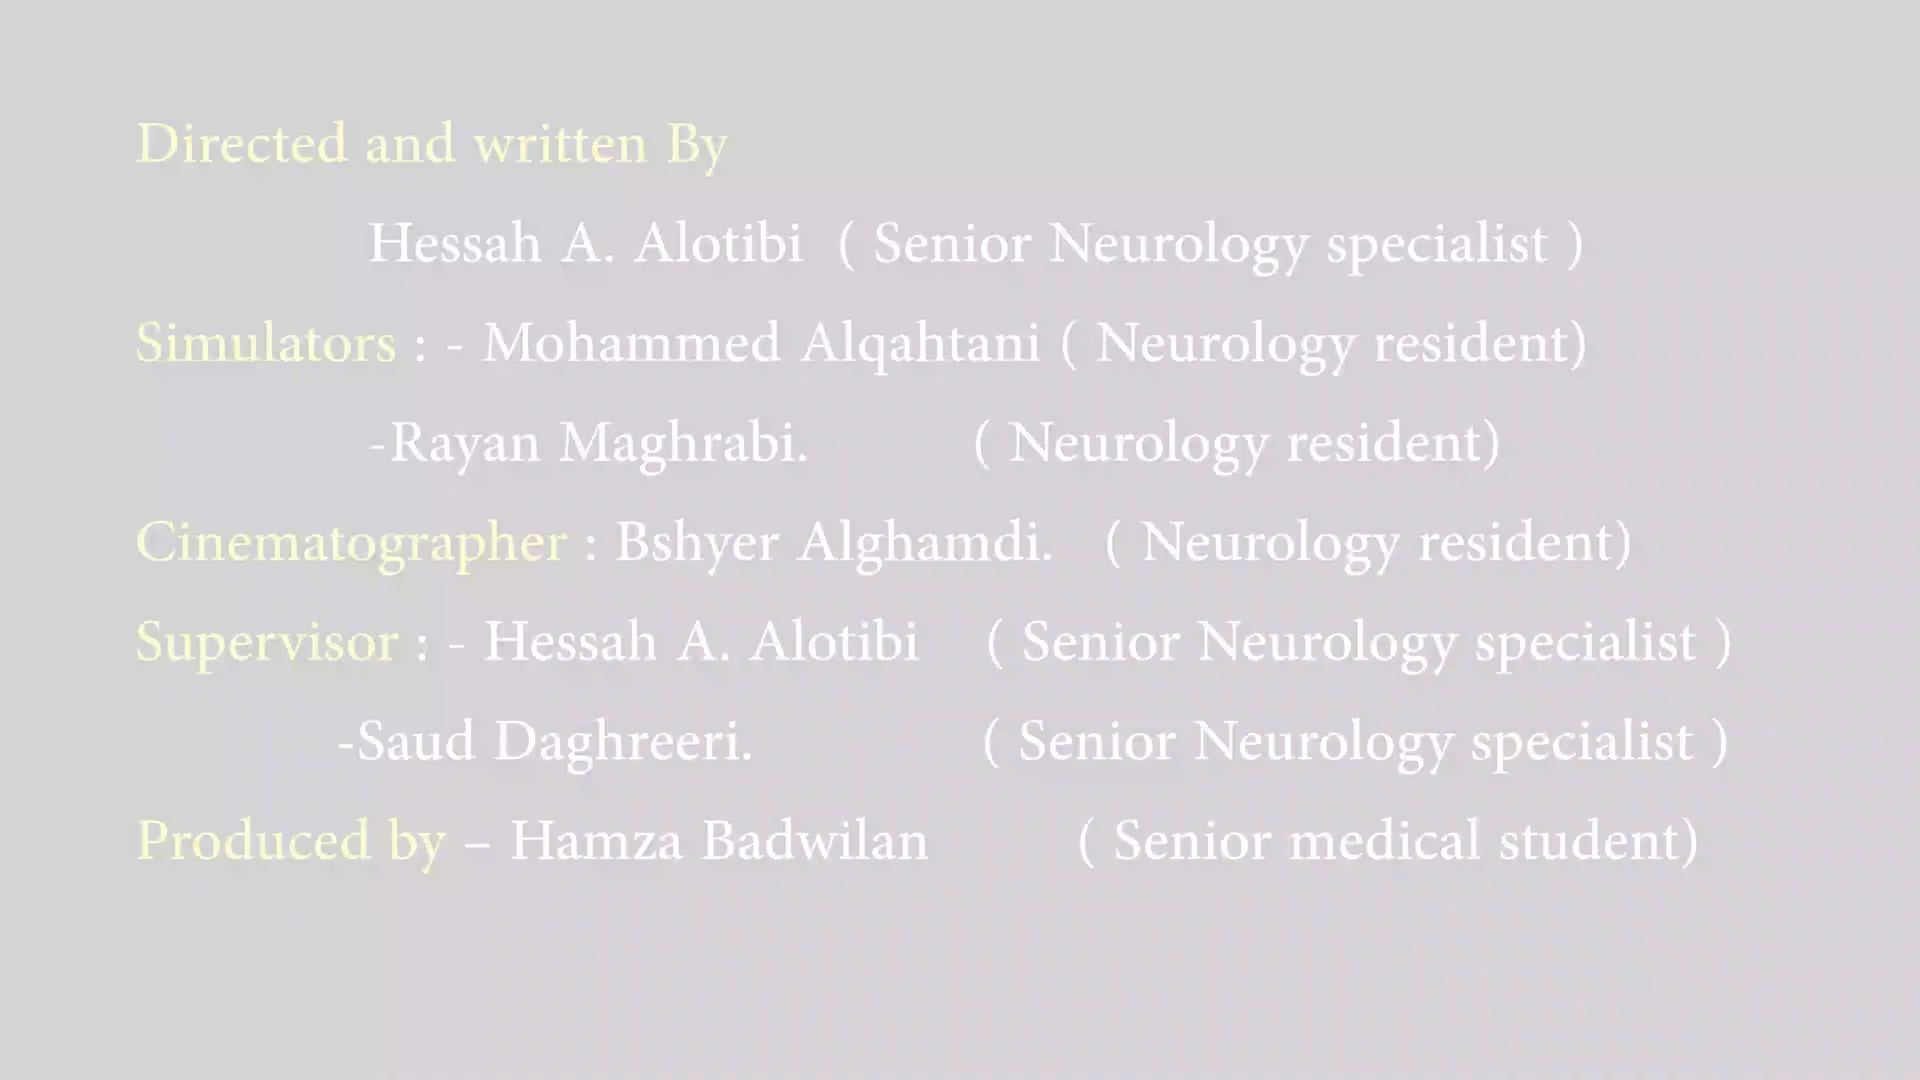 Directed and written By
Hessah A. Alotibi ( Senior Neurology specialist )
Simulators : - Mohammed Alqahtani ( Neurology resident)
-Rayan Maghrabi. ( Neurology resident)
Cinematographer : Bshyer Alghamdi. ( Neurology resident)
Supervisor : - Hessah A. Alotibi ( Senior Neurology specialist )
-Saud Daghreeri. ( Senior Neurology specialist )
Produced by – Hamza Badwilan ( Senior medical student)